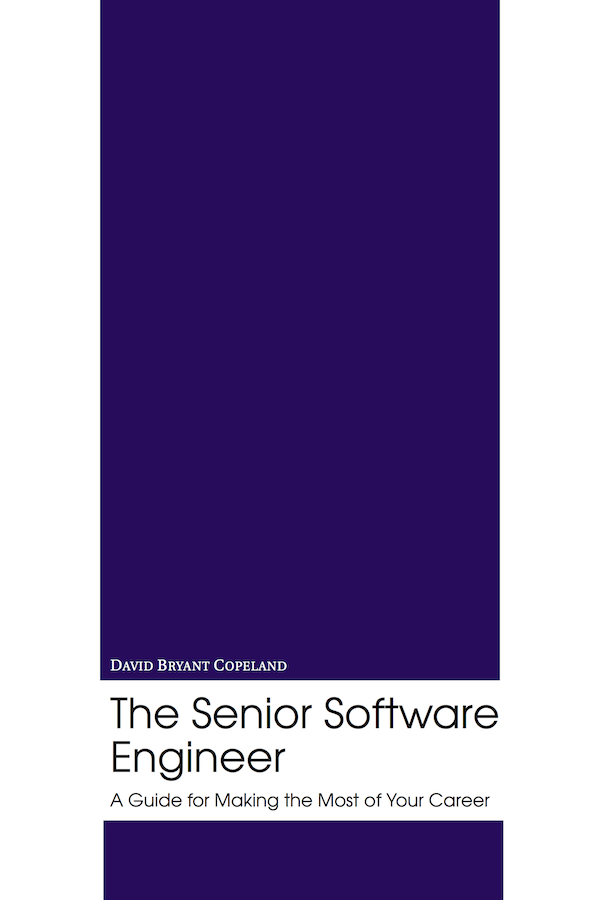 David Bryant Copeland
The Senior Software
Engineer
A Guide for Making the Most of Your Career